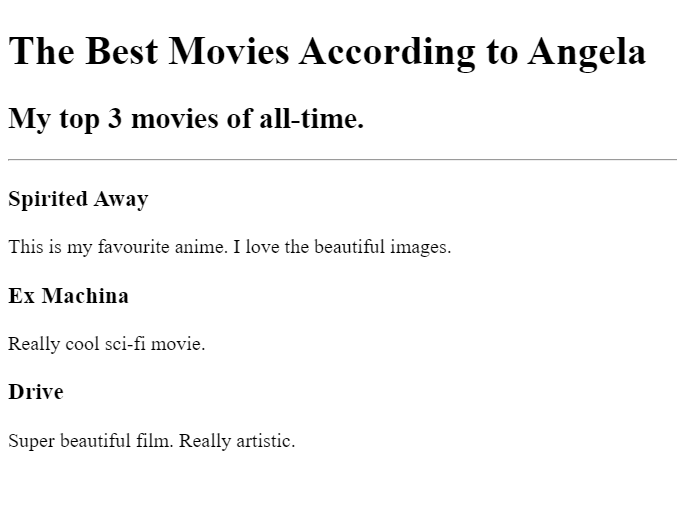 The Best Movies According to Angela
My top 3 movies of all-time.
Spirited Away
This is my favourite anime. I love the beautiful images.
Ex Machina
Really cool sci-fi movie.
Drive
Super beautiful film. Really artistic.